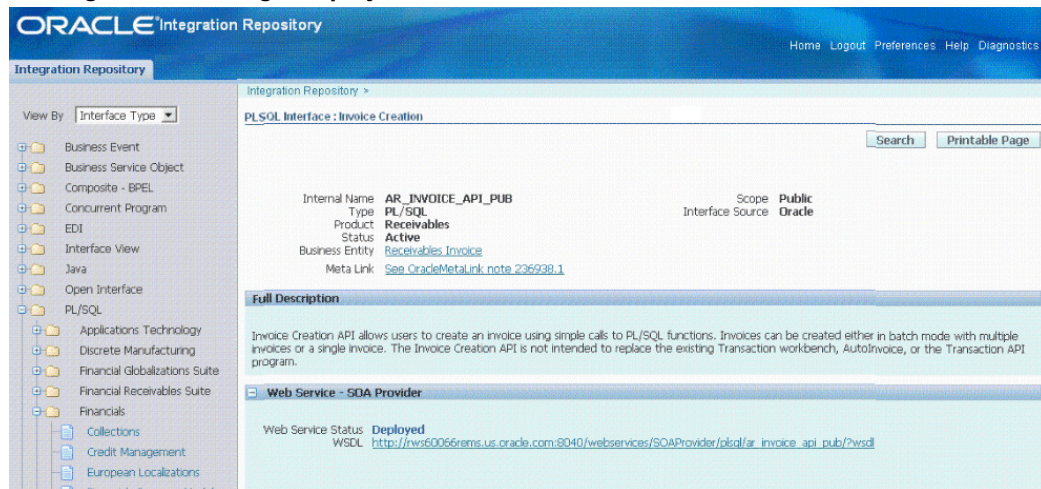 ORACLE Integration Repository
Home Logout Preferences Help Diagnostics
Integration Repository
Integration Repository >
View By Interface Type
Business Event
Business Service Object
Composite - BPEL
Concurrent Program
EDI
Interface View
Java
Open Interface
PL/SQL
Applications Technology
Discrete Manufacturing
Financial Globalizations Suite
Financial Receivables Suite
Financials
Collections
Credit Management
European Localizations
PLSQL Interface : Invoice Creation
Search Printable Page
Internal Name AR_INVOICE_API_PUB
Type PL/SQL
Product Receivables
Status Active
Business Entity Receivables Invoice
Meta Link See OracleMetaLink note 236938.1
Scope Public
Interface Source Oracle
Full Description
Invoice Creation API allows users to create an invoice using simple calls to PL/SQL functions. Invoices can be created either in batch mode with multiple
invoices or a single invoice. The Invoice Creation API is not intended to replace the existing Transaction workbench, AutoInvoice, or the Transaction API
program.
Web Service - SOA Provider
Web Service Status Deployed
WSDL http://rws60066rems.us.oracle.com:8040/webservices/SOAProvider/plsql/ar_invoice_api_pub/?wsdl